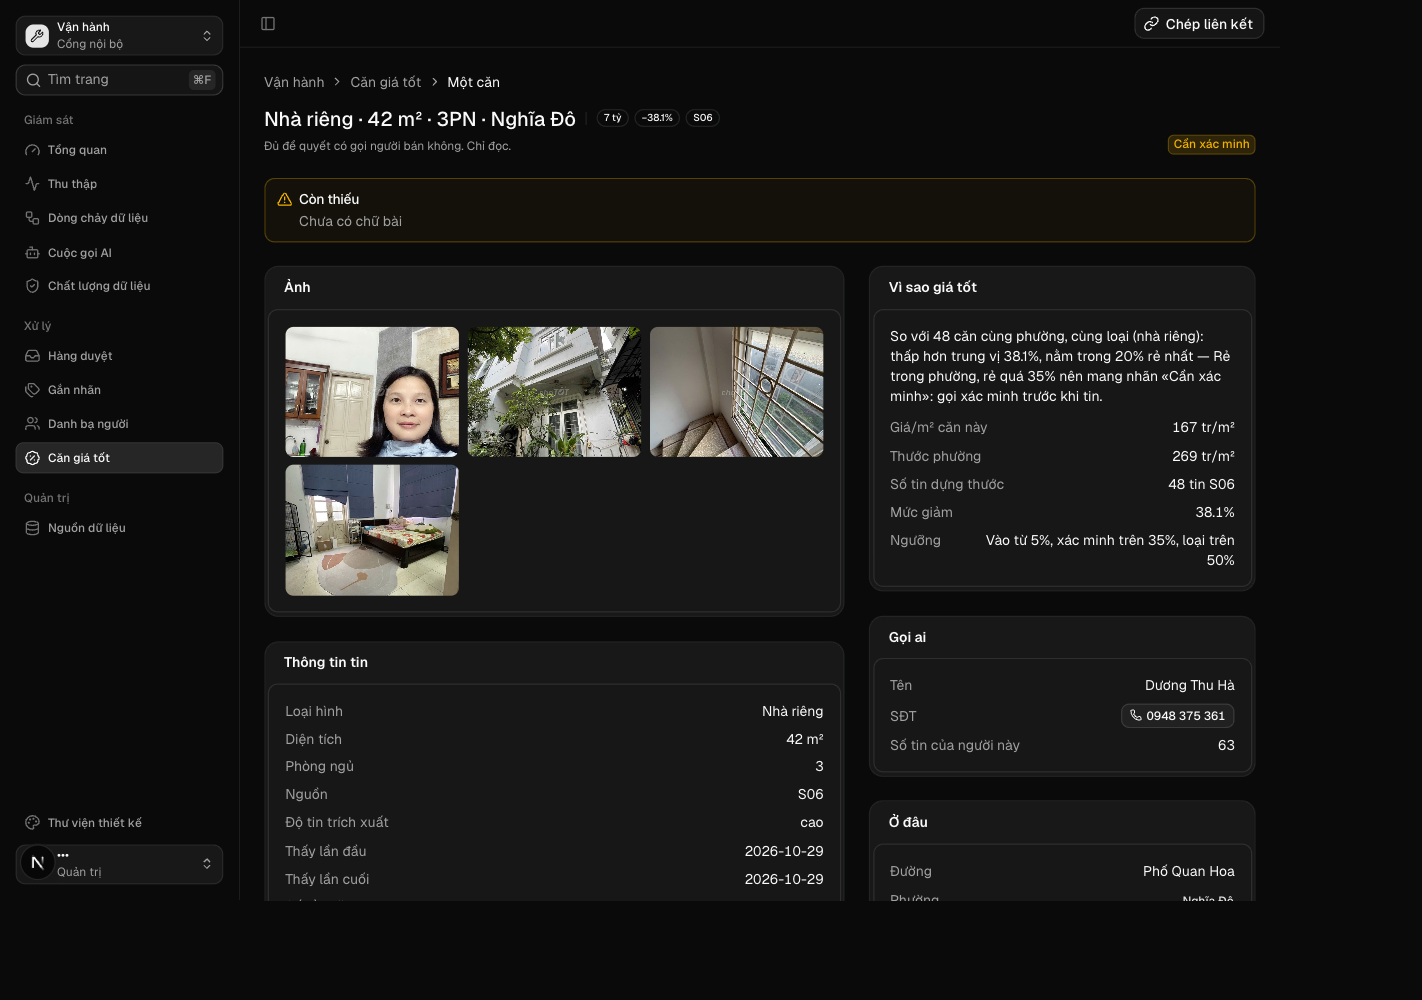 Vận hành
Cổng nội bộ
Tìm trang
⌘F
Giám sát
Tổng quan
Thu thập
Dòng chảy dữ liệu
Cuộc gọi AI
Chất lượng dữ liệu
Xử lý
Hàng duyệt
Gắn nhãn
Danh bạ người
Căn giá tốt
Quản trị
Nguồn dữ liệu
Thư viện thiết kế
N
•••
Quản trị
Chép liên kết
Vận hành > Căn giá tốt > Một căn
Nhà riêng · 42 m² · 3PN · Nghĩa Đô
7 tỷ
−38.1%
S06
Đủ để quyết có gọi người bán không. Chỉ đọc.
Cần xác minh
Còn thiếu
Chưa có chữ bài
Ảnh
Thông tin tin
Loại hình Nhà riêng
Diện tích 42 m²
Phòng ngủ 3
Nguồn S06
Độ tin trích xuất cao
Thấy lần đầu 2026-10-29
Thấy lần cuối 2026-10-29
Vì sao giá tốt
So với 48 căn cùng phường, cùng loại (nhà riêng):
thấp hơn trung vị 38.1%, nằm trong 20% rẻ nhất — Rẻ
trong phường, rẻ quá 35% nên mang nhãn «Cần xác
minh»: gọi xác minh trước khi tin.
Giá/m² căn này 167 tr/m²
Thước phường 269 tr/m²
Số tin dựng thước 48 tin S06
Mức giảm 38.1%
Ngưỡng Vào từ 5%, xác minh trên 35%, loại trên
50%
Gọi ai
Tên Dương Thu Hà
SĐT 0948 375 361
Số tin của người này 63
Ở đâu
Đường Phố Quan Hoa
Phường Nghĩa Đô